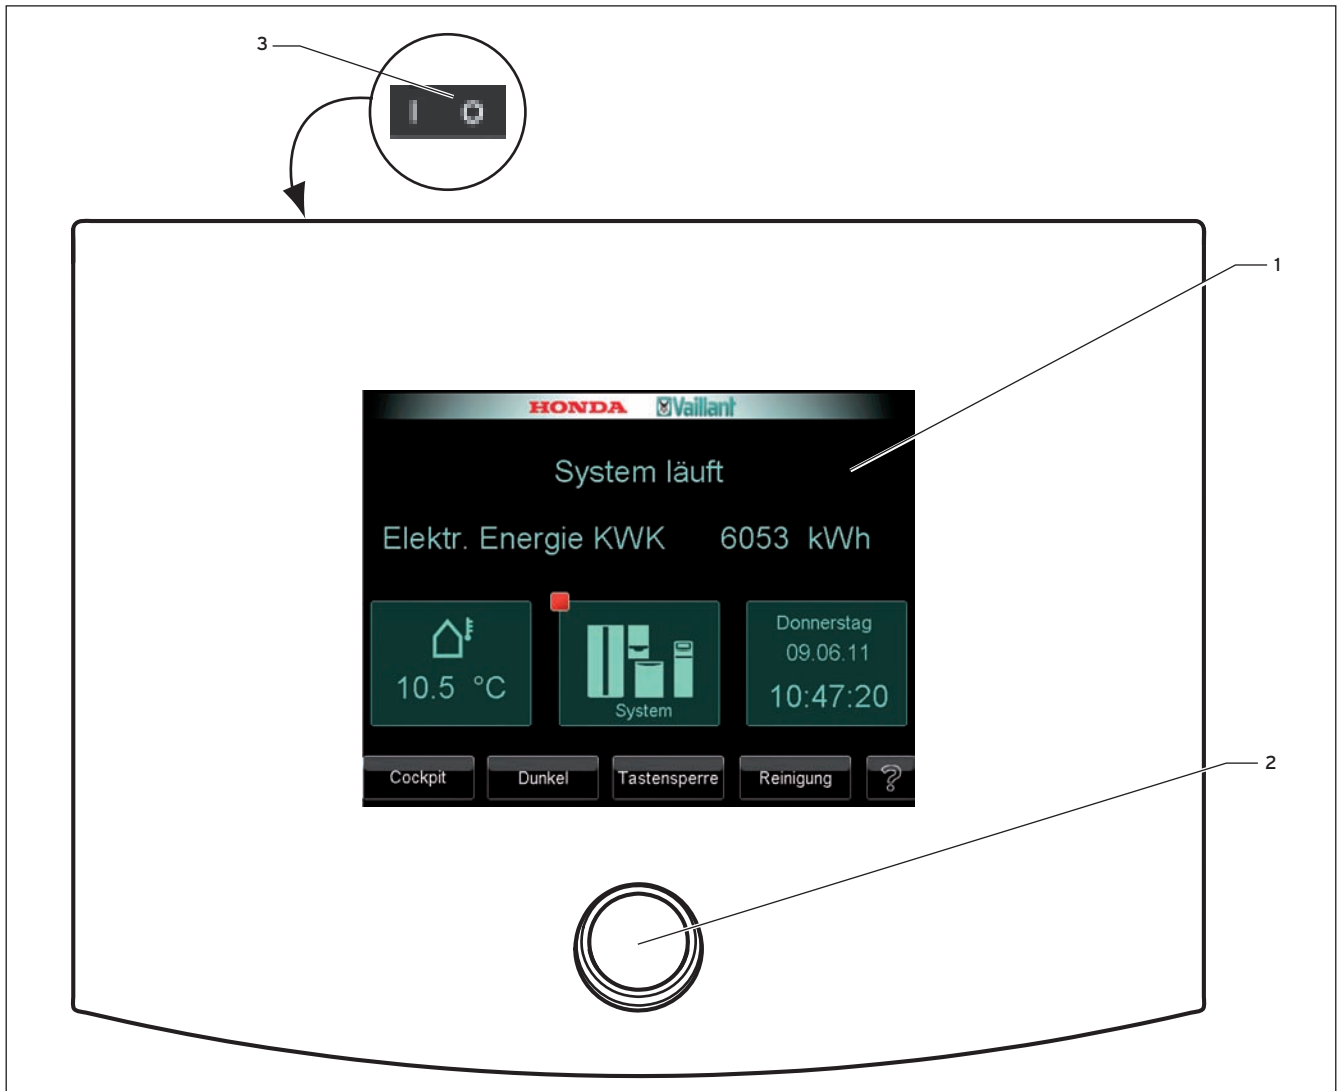 3
I O
1
HONDA Vaillant
System läuft
Elektr. Energie KWK 6053 kWh
10.5 °C
System
Donnerstag
09.06.11
10:47:20
Cockpit Dunkel Tastensperre Reinigung ?
2